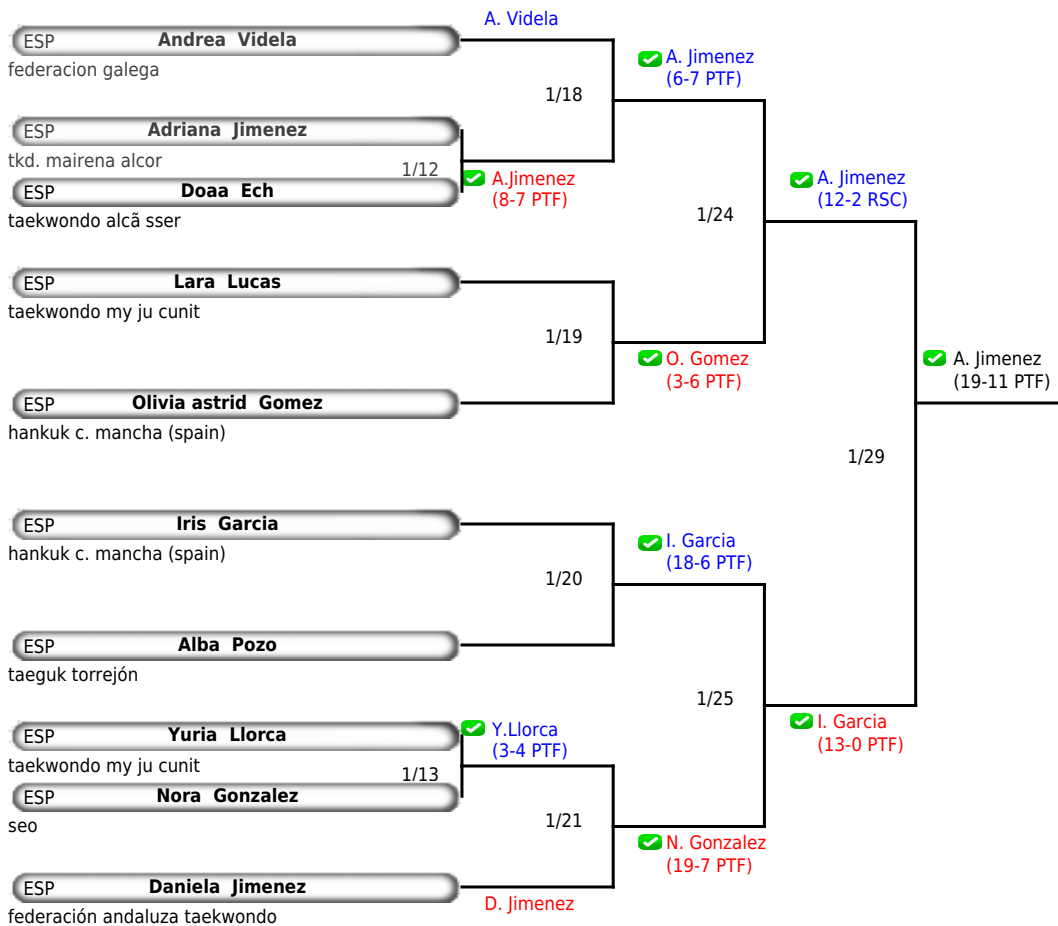 A. Videla
ESP Andrea Videla
federacion galega
A. Jimenez
(6-7 PTF)
1/18
ESP Adriana Jimenez
tkd. mairena alcor
1/12
A.Jimenez
(8-7 PTF)
ESP Doaa Ech
taekwondo alcã sser
A. Jimenez
(12-2 RSC)
1/24
ESP Lara Lucas
taekwondo my ju cunit
1/19
O. Gomez
(3-6 PTF)
A. Jimenez
(19-11 PTF)
ESP Olivia astrid Gomez
hankuk c. mancha (spain)
1/29
ESP Iris Garcia
hankuk c. mancha (spain)
I. Garcia
(18-6 PTF)
1/20
ESP Alba Pozo
taeguk torrejón
1/25
I. Garcia
(13-0 PTF)
ESP Yuria Llorca
taekwondo my ju cunit
Y.Llorca
(3-4 PTF)
1/13
ESP Nora Gonzalez
seo
1/21
N. Gonzalez
(19-7 PTF)
ESP Daniela Jimenez
federación andaluza taekwondo
D. Jimenez